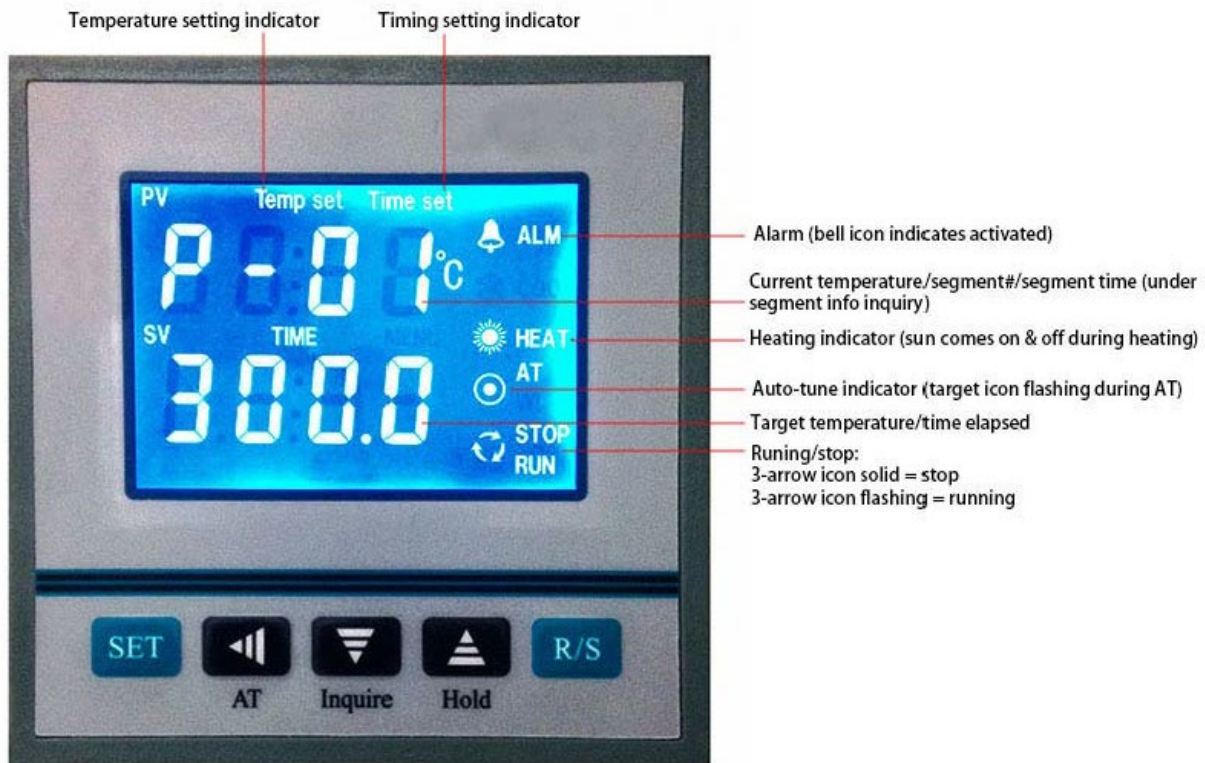 Temperature setting indicator
Timing setting indicator
PV
Temp set
Time set
P-01°C
ALM
SV
TIME
HEAT
300.0
AT
STOP
RUN
Alarm (bell icon indicates activated)
Current temperature/segment#/segment time (under
segment info inquiry)
Heating indicator (sun comes on & off during heating)
Auto-tune indicator (target icon flashing during AT)
Target temperature/time elapsed
Runing/stop:
3-arrow icon solid = stop
3-arrow icon flashing = running
SET
R/S
AT
Inquire
Hold